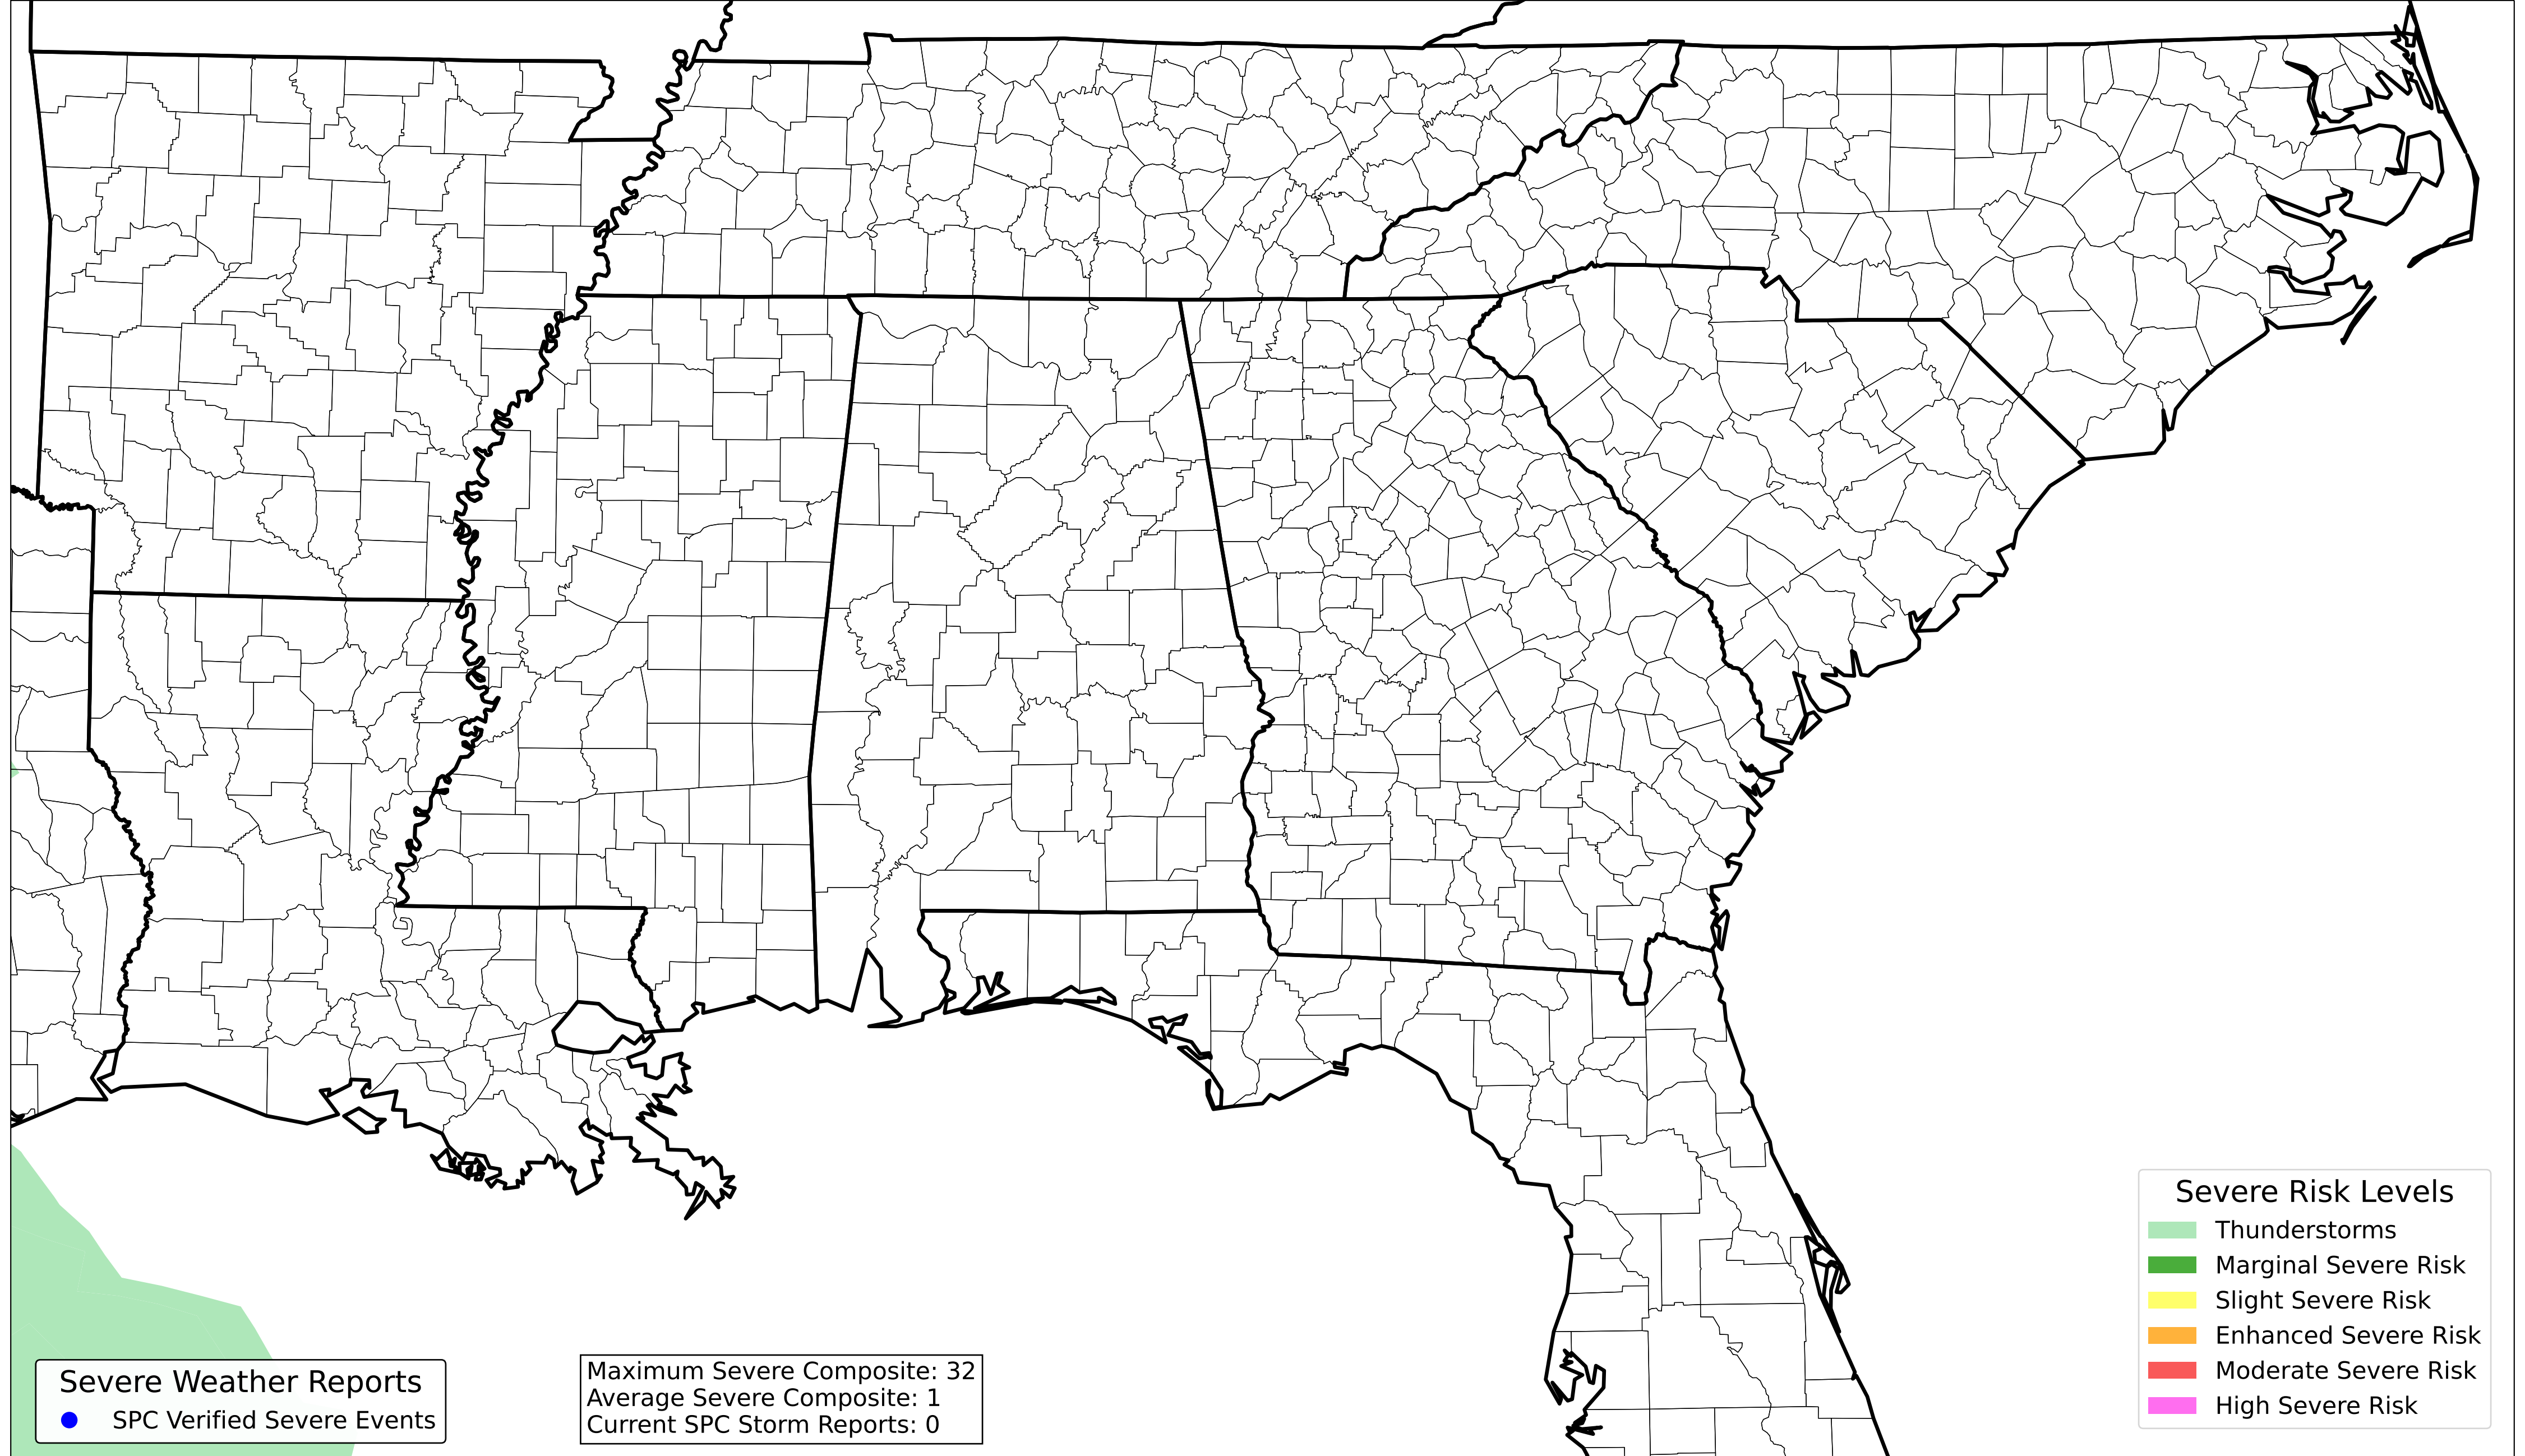 Severe Risk Levels
Thunderstorms
Marginal Severe Risk
Slight Severe Risk
Enhanced Severe Risk
Moderate Severe Risk
High Severe Risk
Severe Weather Reports
SPC Verified Severe Events
Maximum Severe Composite: 32
Average Severe Composite: 1
Current SPC Storm Reports: 0